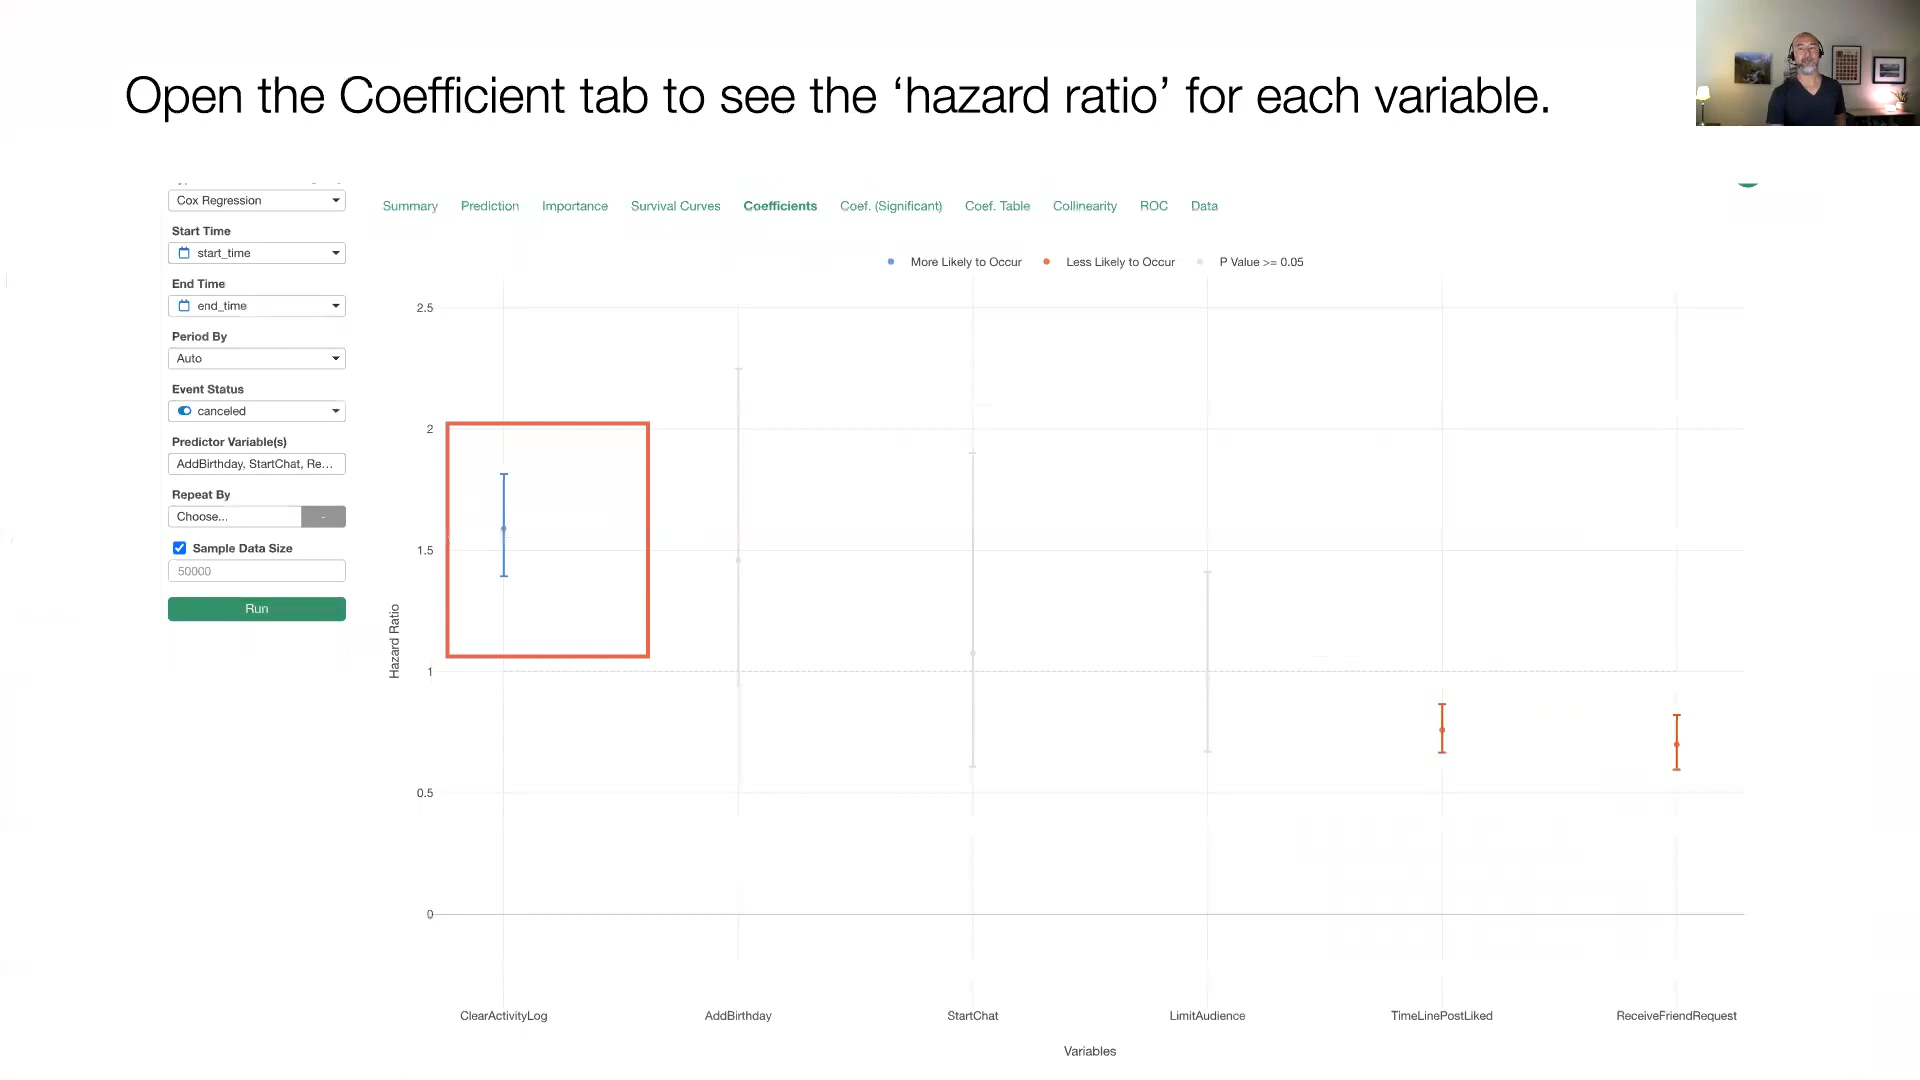 Open the Coefficient tab to see the ‘hazard ratio’ for each variable.
Cox Regression
Start Time
start_time
End Time
end_time
Period By
Auto
Event Status
canceled
Predictor Variable(s)
AddBirthday, StartChat, Re...
Repeat By
Choose...
-
Sample Data Size
50000
Run
Summary Prediction Importance Survival Curves Coefficients Coef. (Significant) Coef. Table Collinearity ROC Data
More Likely to Occur Less Likely to Occur P Value >= 0.05
2.5
2
1.5
1
0.5
0
Hazard Ratio
ClearActivityLog AddBirthday StartChat LimitAudience TimeLinePostLiked ReceiveFriendRequest
Variables